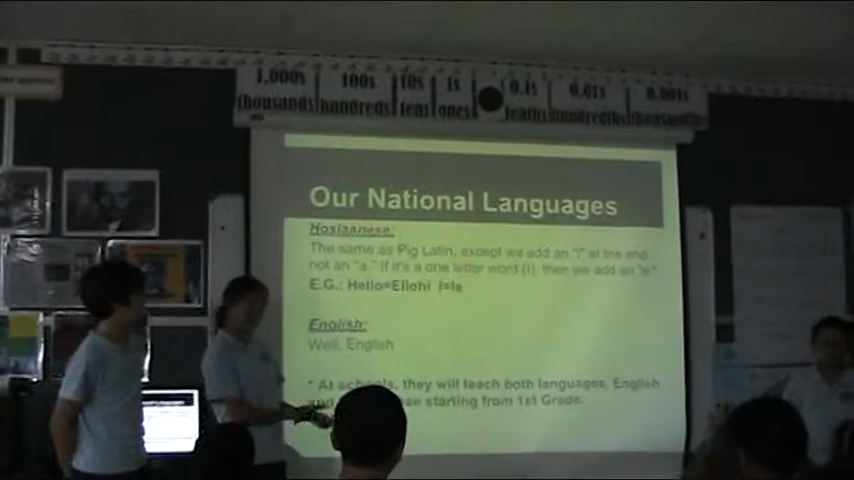 1,000s 100s 10s 1s 0.1s 0.01s 0.001s
thousands hundreds tens ones tenths hundredths thousandths
Our National Languages
Hoslaanese:
The same as Pig Latin, except we add an "i" at the end,
not an "a." If it's a one letter word (I), then we add an "e".
E.G.: Hello=Ellohi I=Ie
English:
Well, English
* At schools, they will teach both languages, English
starting from 1st Grade.